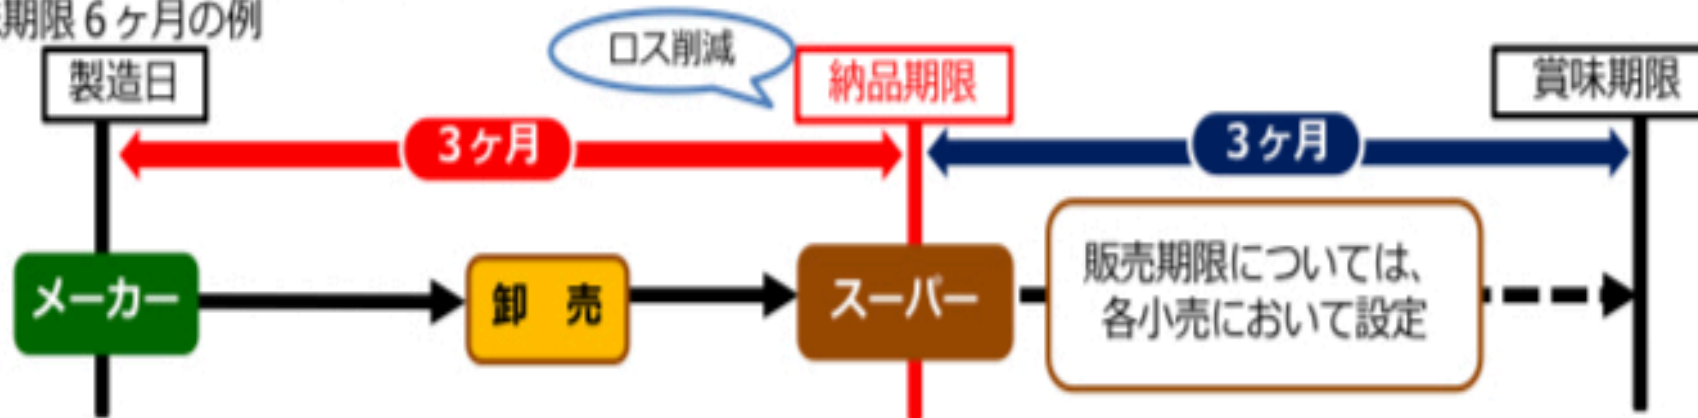 期限6ヶ月の例
製造日
ロス削減
納品期限
賞味期限
3ヶ月
3ヶ月
メーカー
卸 売
スーパー
販売期限については、
各小売において設定